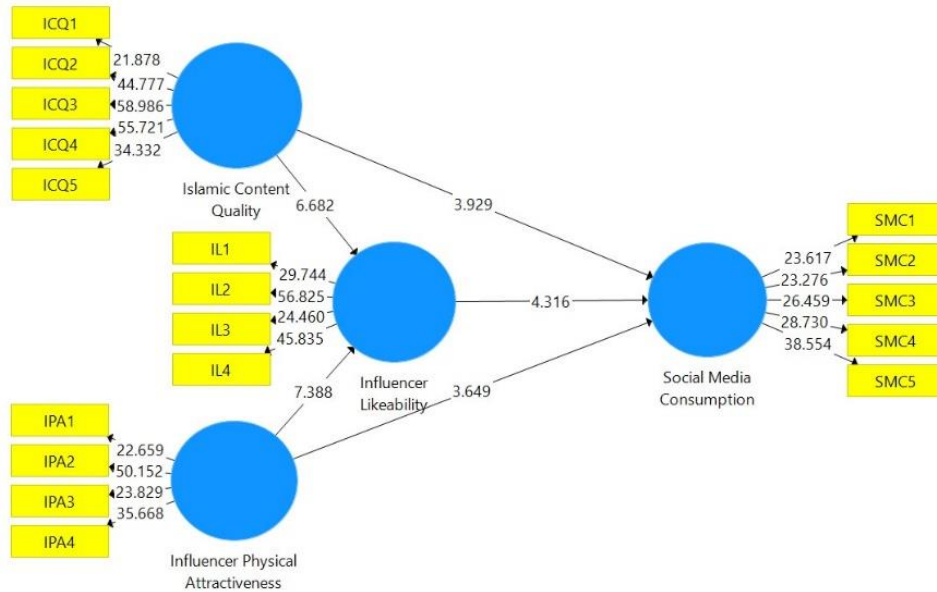 ICQ1
21.878
ICQ2
44.777
ICQ3
58.986
ICQ4
55.721
34.332
ICQ5
Islamic Content
Quality
6.682
3.929
IL1
29.744
IL2
56.825
IL3
24.460
IL4
45.835
Influencer
Likeability
4.316
7.388
3.649
SMC1
23.617
SMC2
23.276
SMC3
26.459
SMC4
28.730
38.554
SMC5
Social Media
Consumption
IPA1
22.659
IPA2
50.152
IPA3
23.829
35.668
IPA4
Influencer Physical
Attractiveness